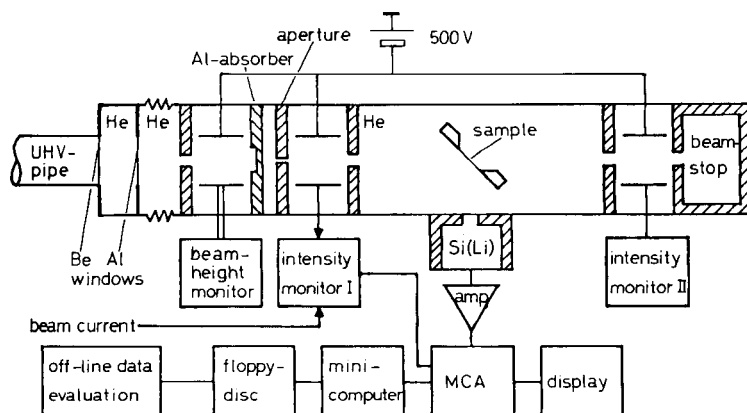 aperture
500 V
Al-absorber
He
He
He
sample
UHV-
pipe
beam-
stop
Be Al
windows
beam-
height
monitor
intensity
monitor I
Si(Li)
intensity
monitor II
amp
beam current
off-line data
evaluation
floppy-
disc
mini-
computer
MCA
display